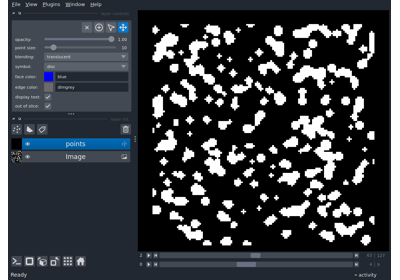 File View Plugins Window Help
opacity: 1.00
point size: 10
blending: translucent
symbol: disc
face color: blue
edge color: dimgrey
display text:
out of slice:
points
Image
Ready
activity